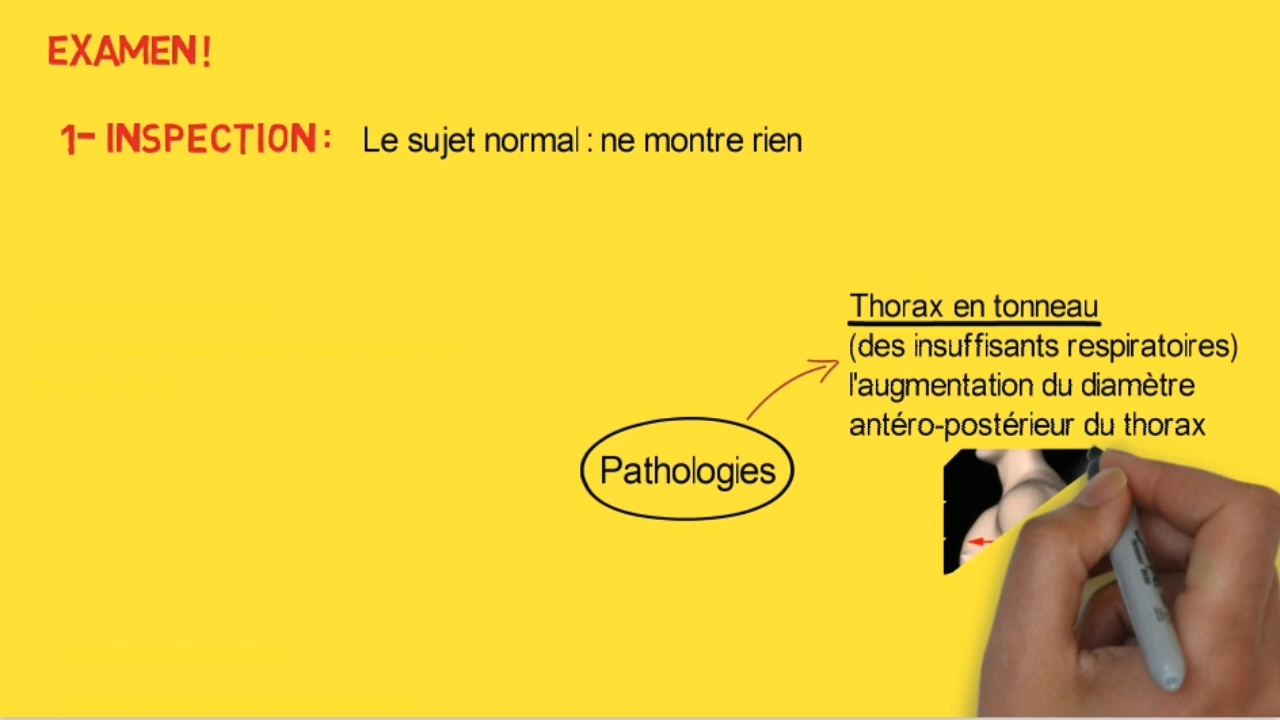 EXAMEN!
1- INSPECTION: Le sujet normal : ne montre rien
Thorax en tonneau
(des insuffisants respiratoires)
l'augmentation du diamètre
antéro-postérieur du thorax
Pathologies